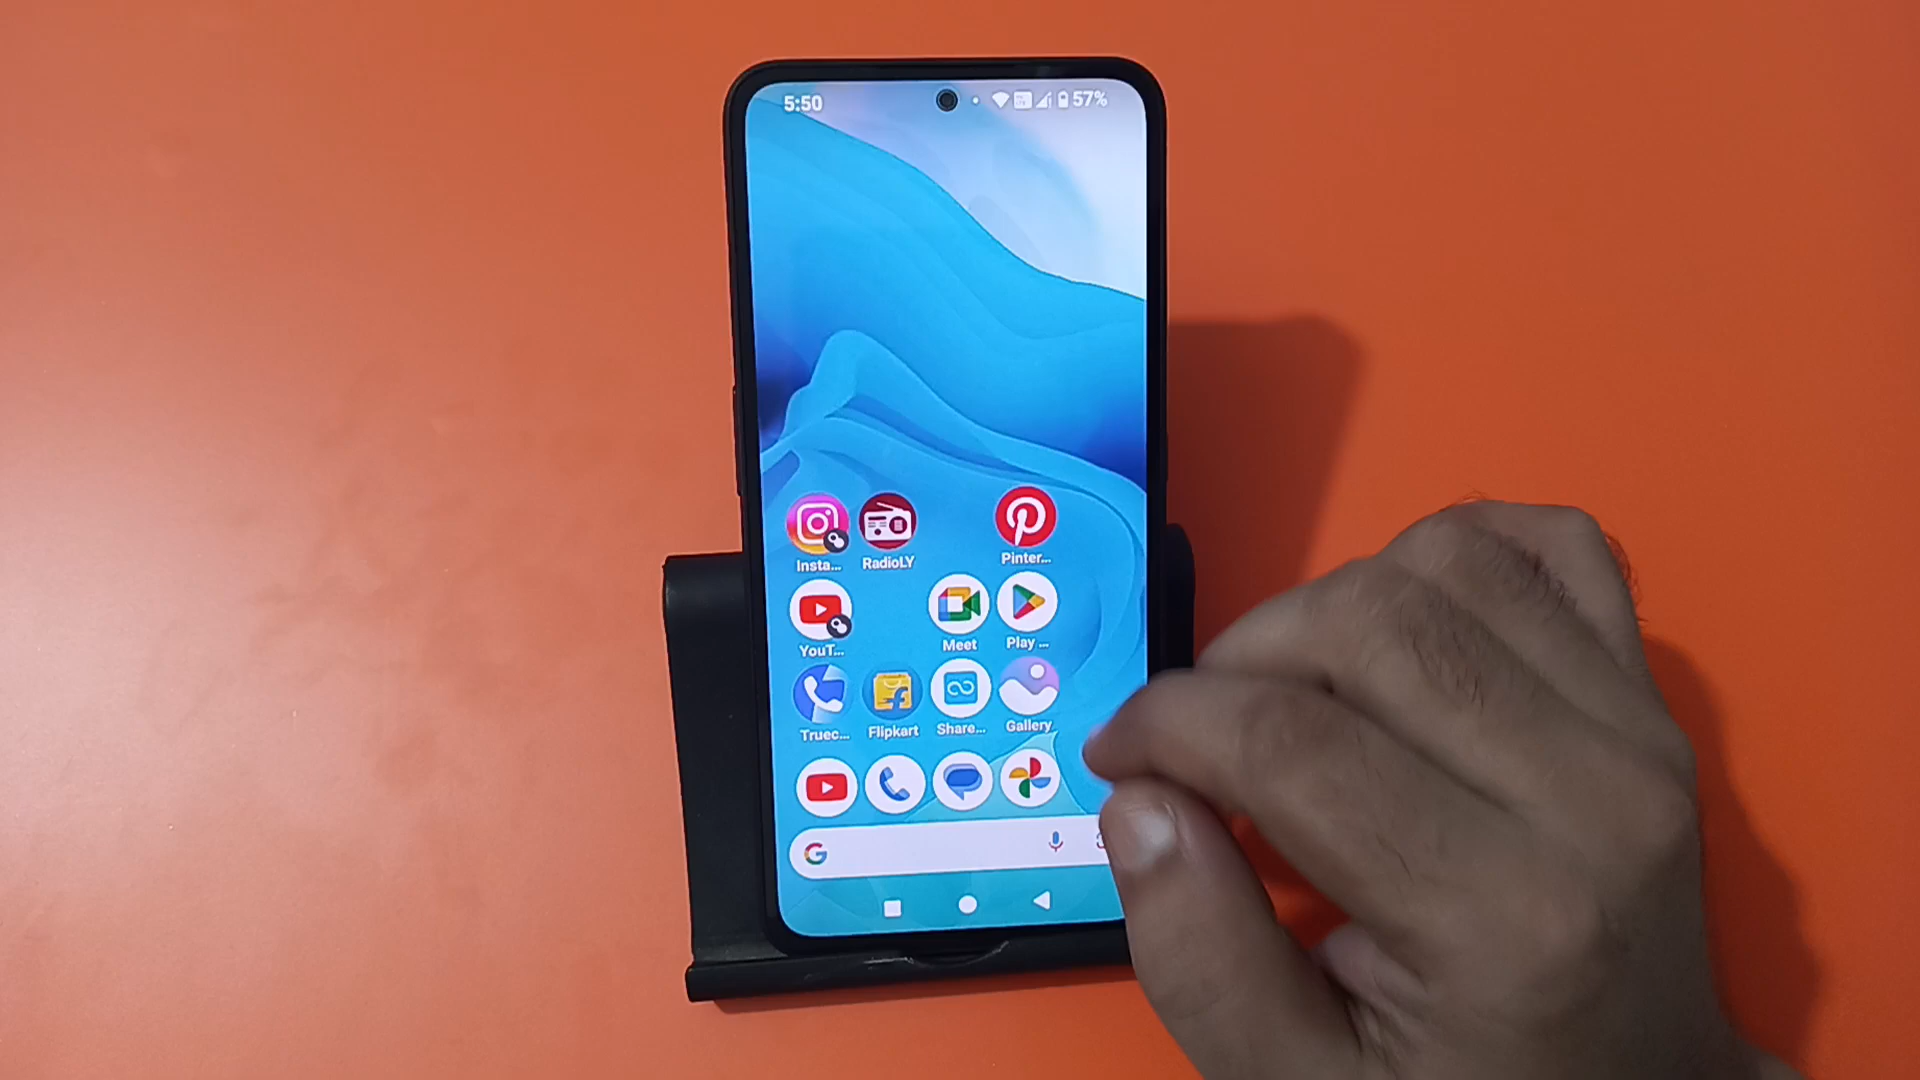 5:50 57%
Insta... RadioLY Pinter...
YouT... Meet Play ...
Truec... Flipkart Share... Gallery